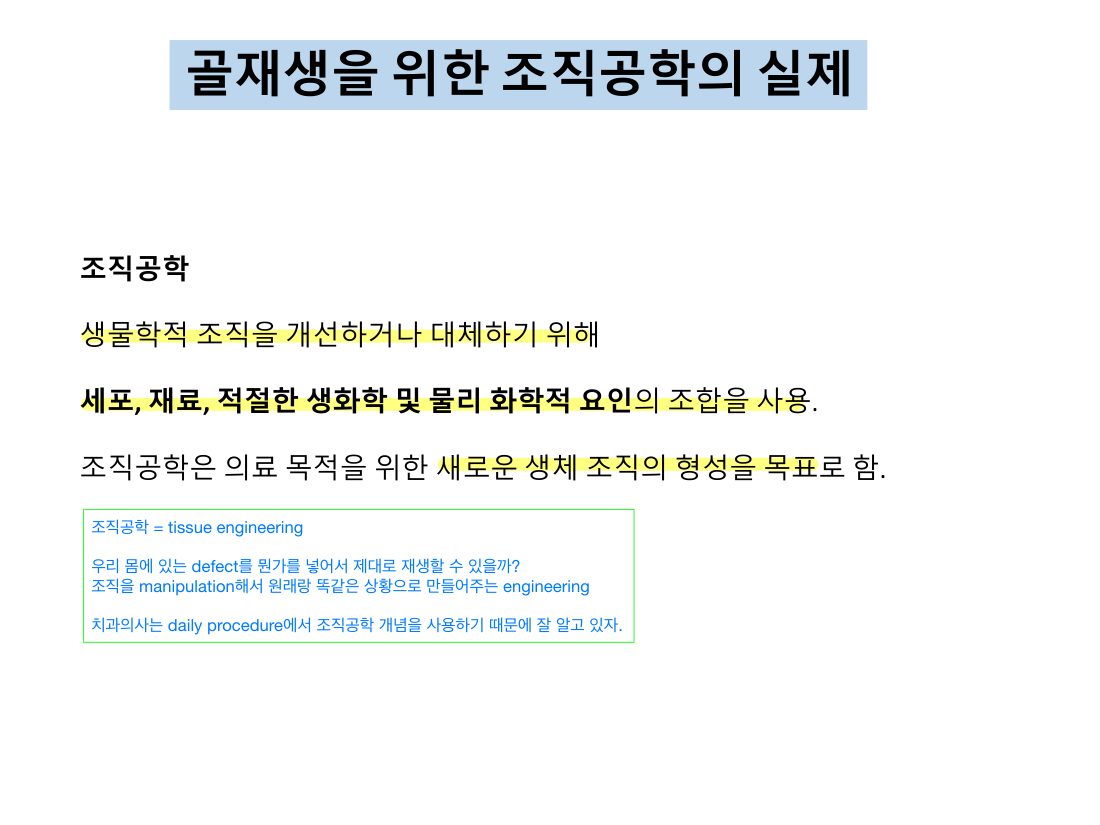 골재생을 위한 조직공학의 실제
조직공학
생물학적 조직을 개선하거나 대체하기 위해
세포, 재료, 적절한 생화학 및 물리 화학적 요인의 조합을 사용.
조직공학은 의료 목적을 위한 새로운 생체 조직의 형성을 목표로 함.
조직공학 = tissue engineering
우리 몸에 있는 defect를 뭔가를 넣어서 제대로 재생할 수 있을까?
조직을 manipulation해서 원래랑 똑같은 상황으로 만들어주는 engineering
치과의사는 daily procedure에서 조직공학 개념을 사용하기 때문에 잘 알고 있자.